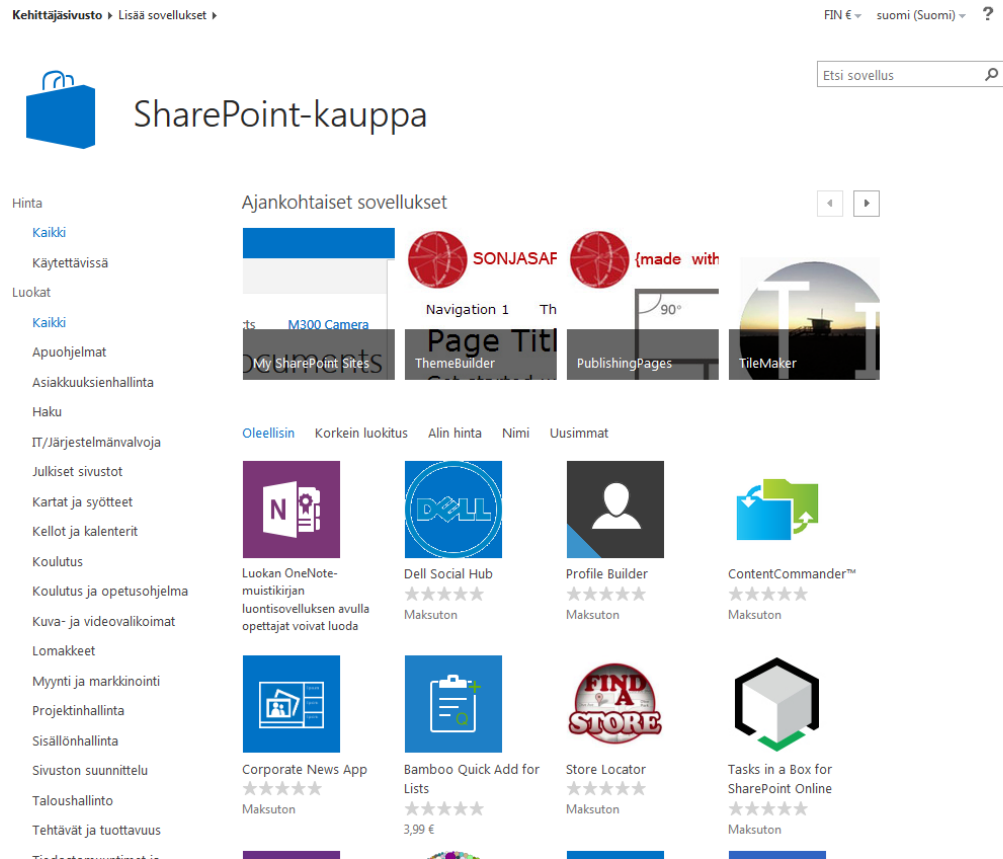 Kehittäjäsivusto ▸ Lisää sovellukset ▸
FIN € suomi (Suomi) ?
Etsi sovellus
SharePoint-kauppa
Hinta
Kaikki
Käytettävissä
Luokat
Kaikki
Apuohjelmat
Asiakkuuksienhallinta
Haku
IT/Järjestelmänvalvoja
Julkiset sivustot
Kartat ja syötteet
Kellot ja kalenterit
Koulutus
Koulutus ja opetusohjelma
Kuva- ja videovalikoimat
Lomakkeet
Myynti ja markkinointi
Projektinhallinta
Sisällönhallinta
Sivuston suunnittelu
Taloushallinto
Tehtävät ja tuottavuus
Ajankohtaiset sovellukset
M300 Camera
Documents
My SharePoint Sites
SONJASAF
Navigation 1 Th
Page Titl
ThemeBuilder
{made with
90°
PublishingPages
TileMaker
Oleellisin Korkein luokitus Alin hinta Nimi Uusimmat
N
Luokan OneNote-
muistikirjan
luontisovelluksen avulla
opettajat voivat luoda
DELL
Dell Social Hub
Maksuton
Profile Builder
Maksuton
ContentCommander™
Maksuton
Corporate News App
Maksuton
Q
Bamboo Quick Add for
Lists
3,99 €
FIND
A
STORE
Store Locator
Maksuton
Tasks in a Box for
SharePoint Online
Maksuton